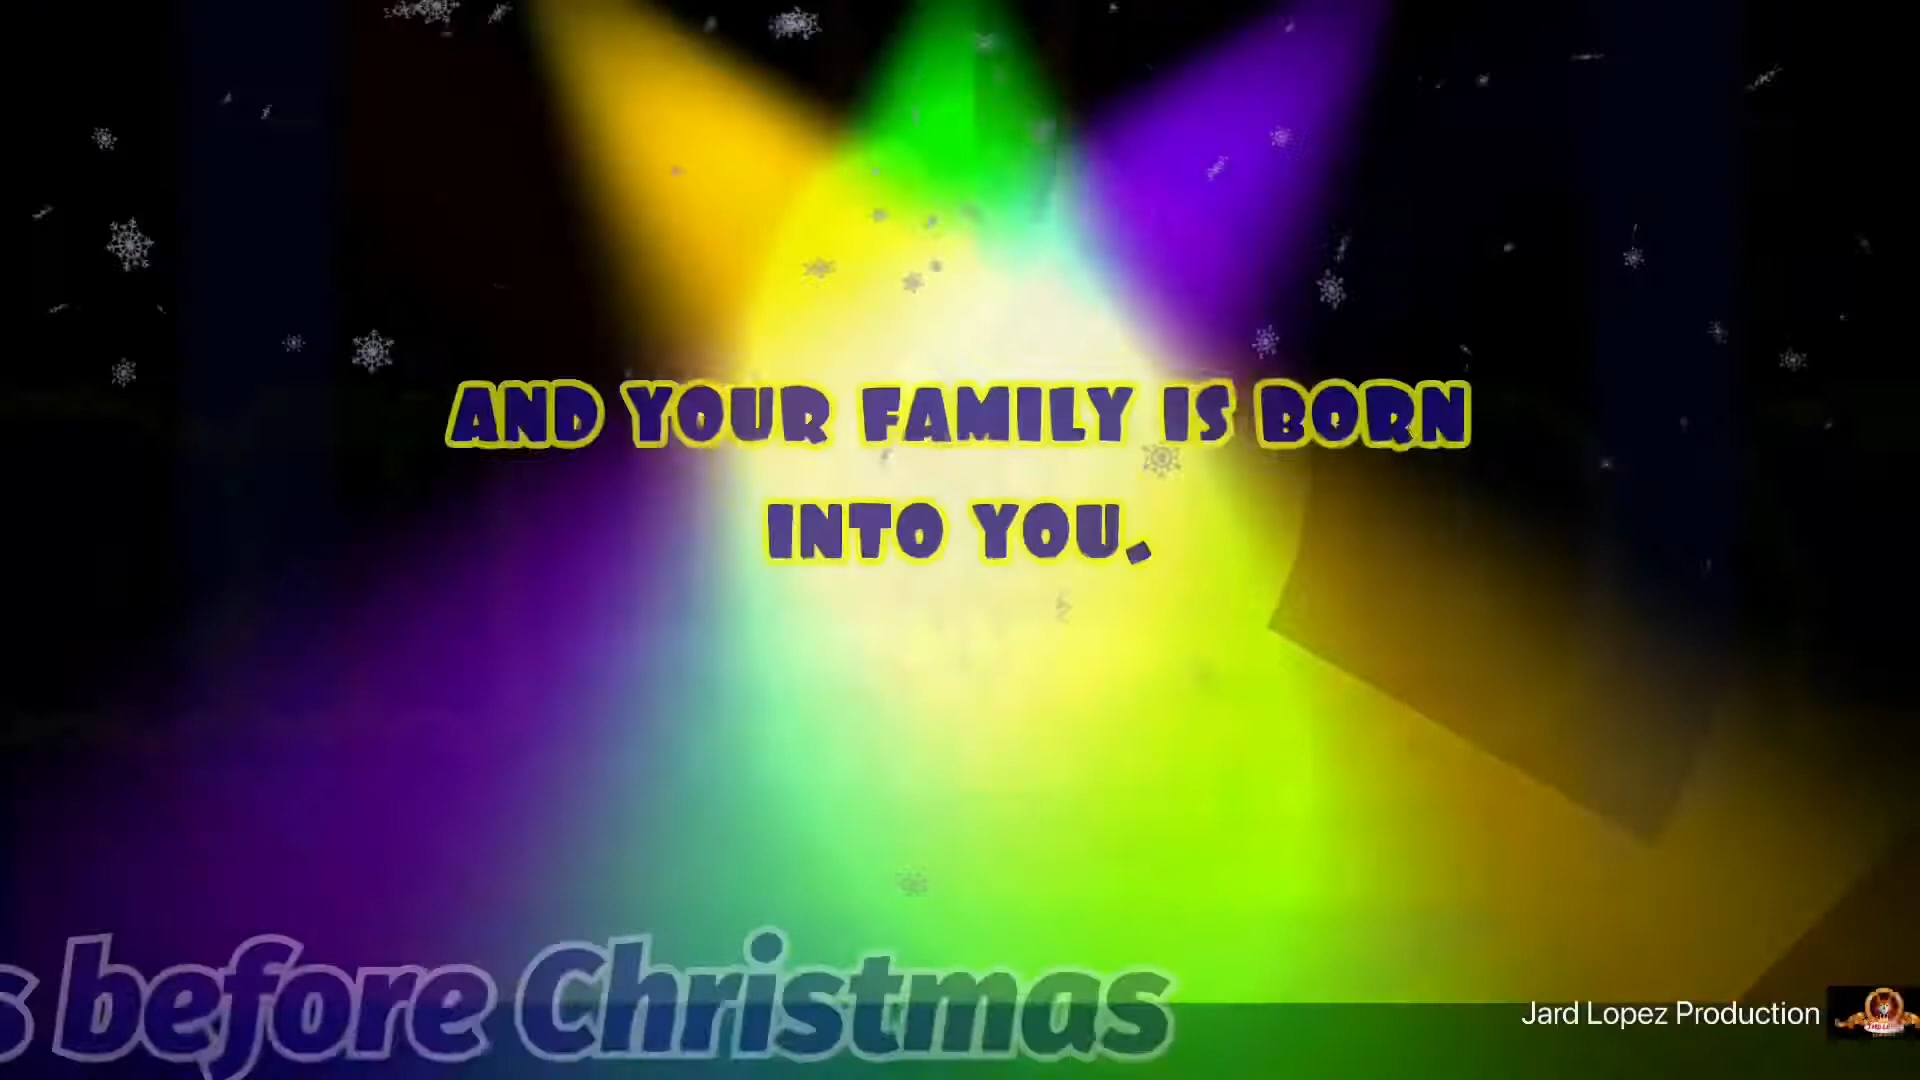 AND YOUR FAMILY IS BORN
INTO YOU.
s before Christmas
Jard Lopez Production